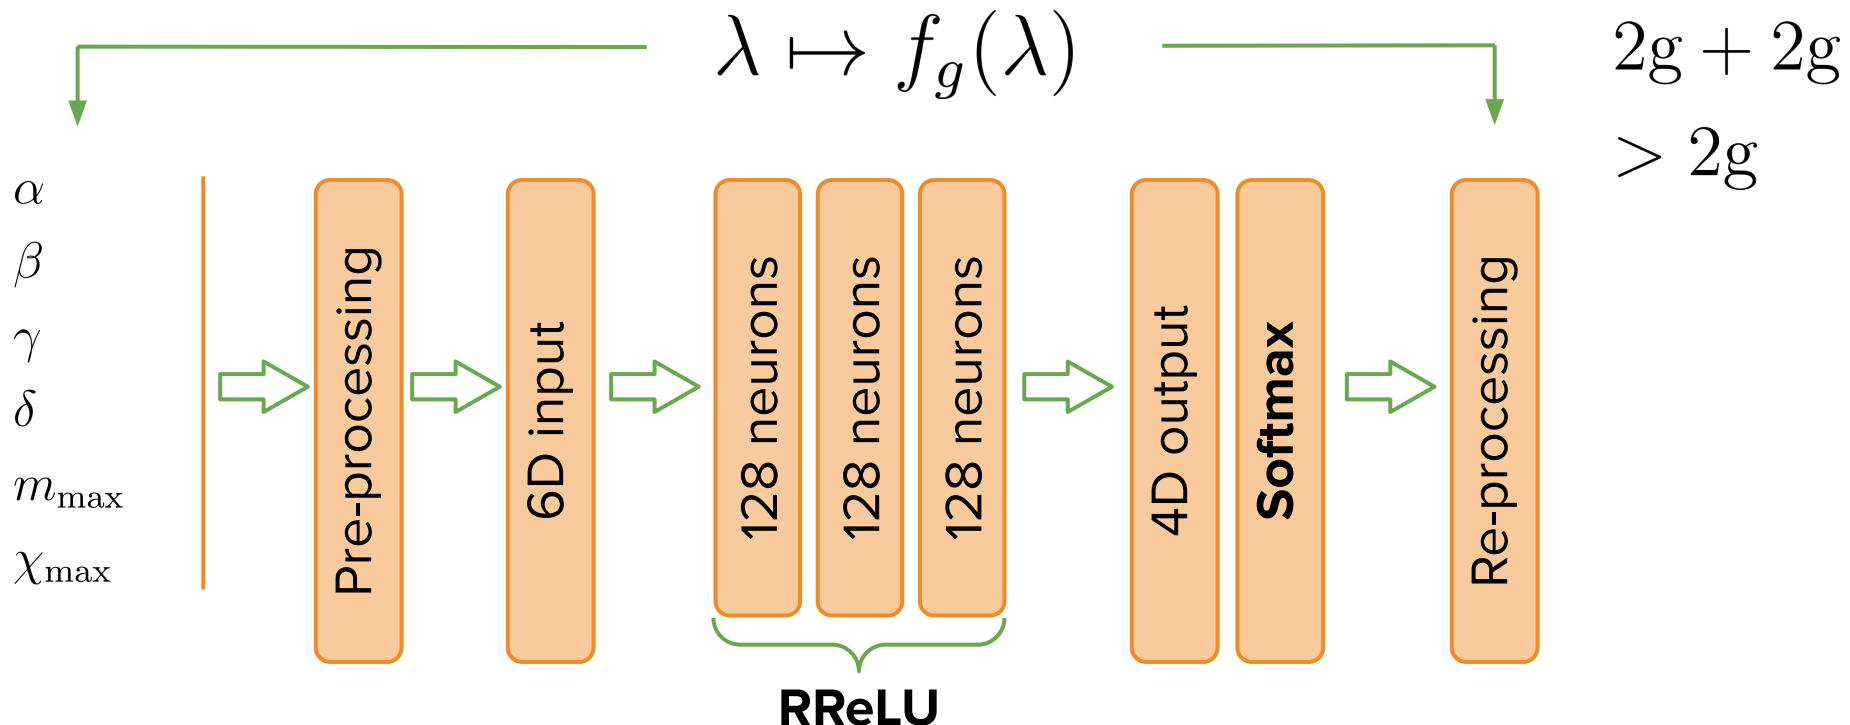 λ ↦ f_g(λ)
2g + 2g
> 2g
α
β
γ
δ
m_max
χ_max
Pre-processing
6D input
128 neurons
128 neurons
128 neurons
RReLU
4D output
Softmax
Re-processing